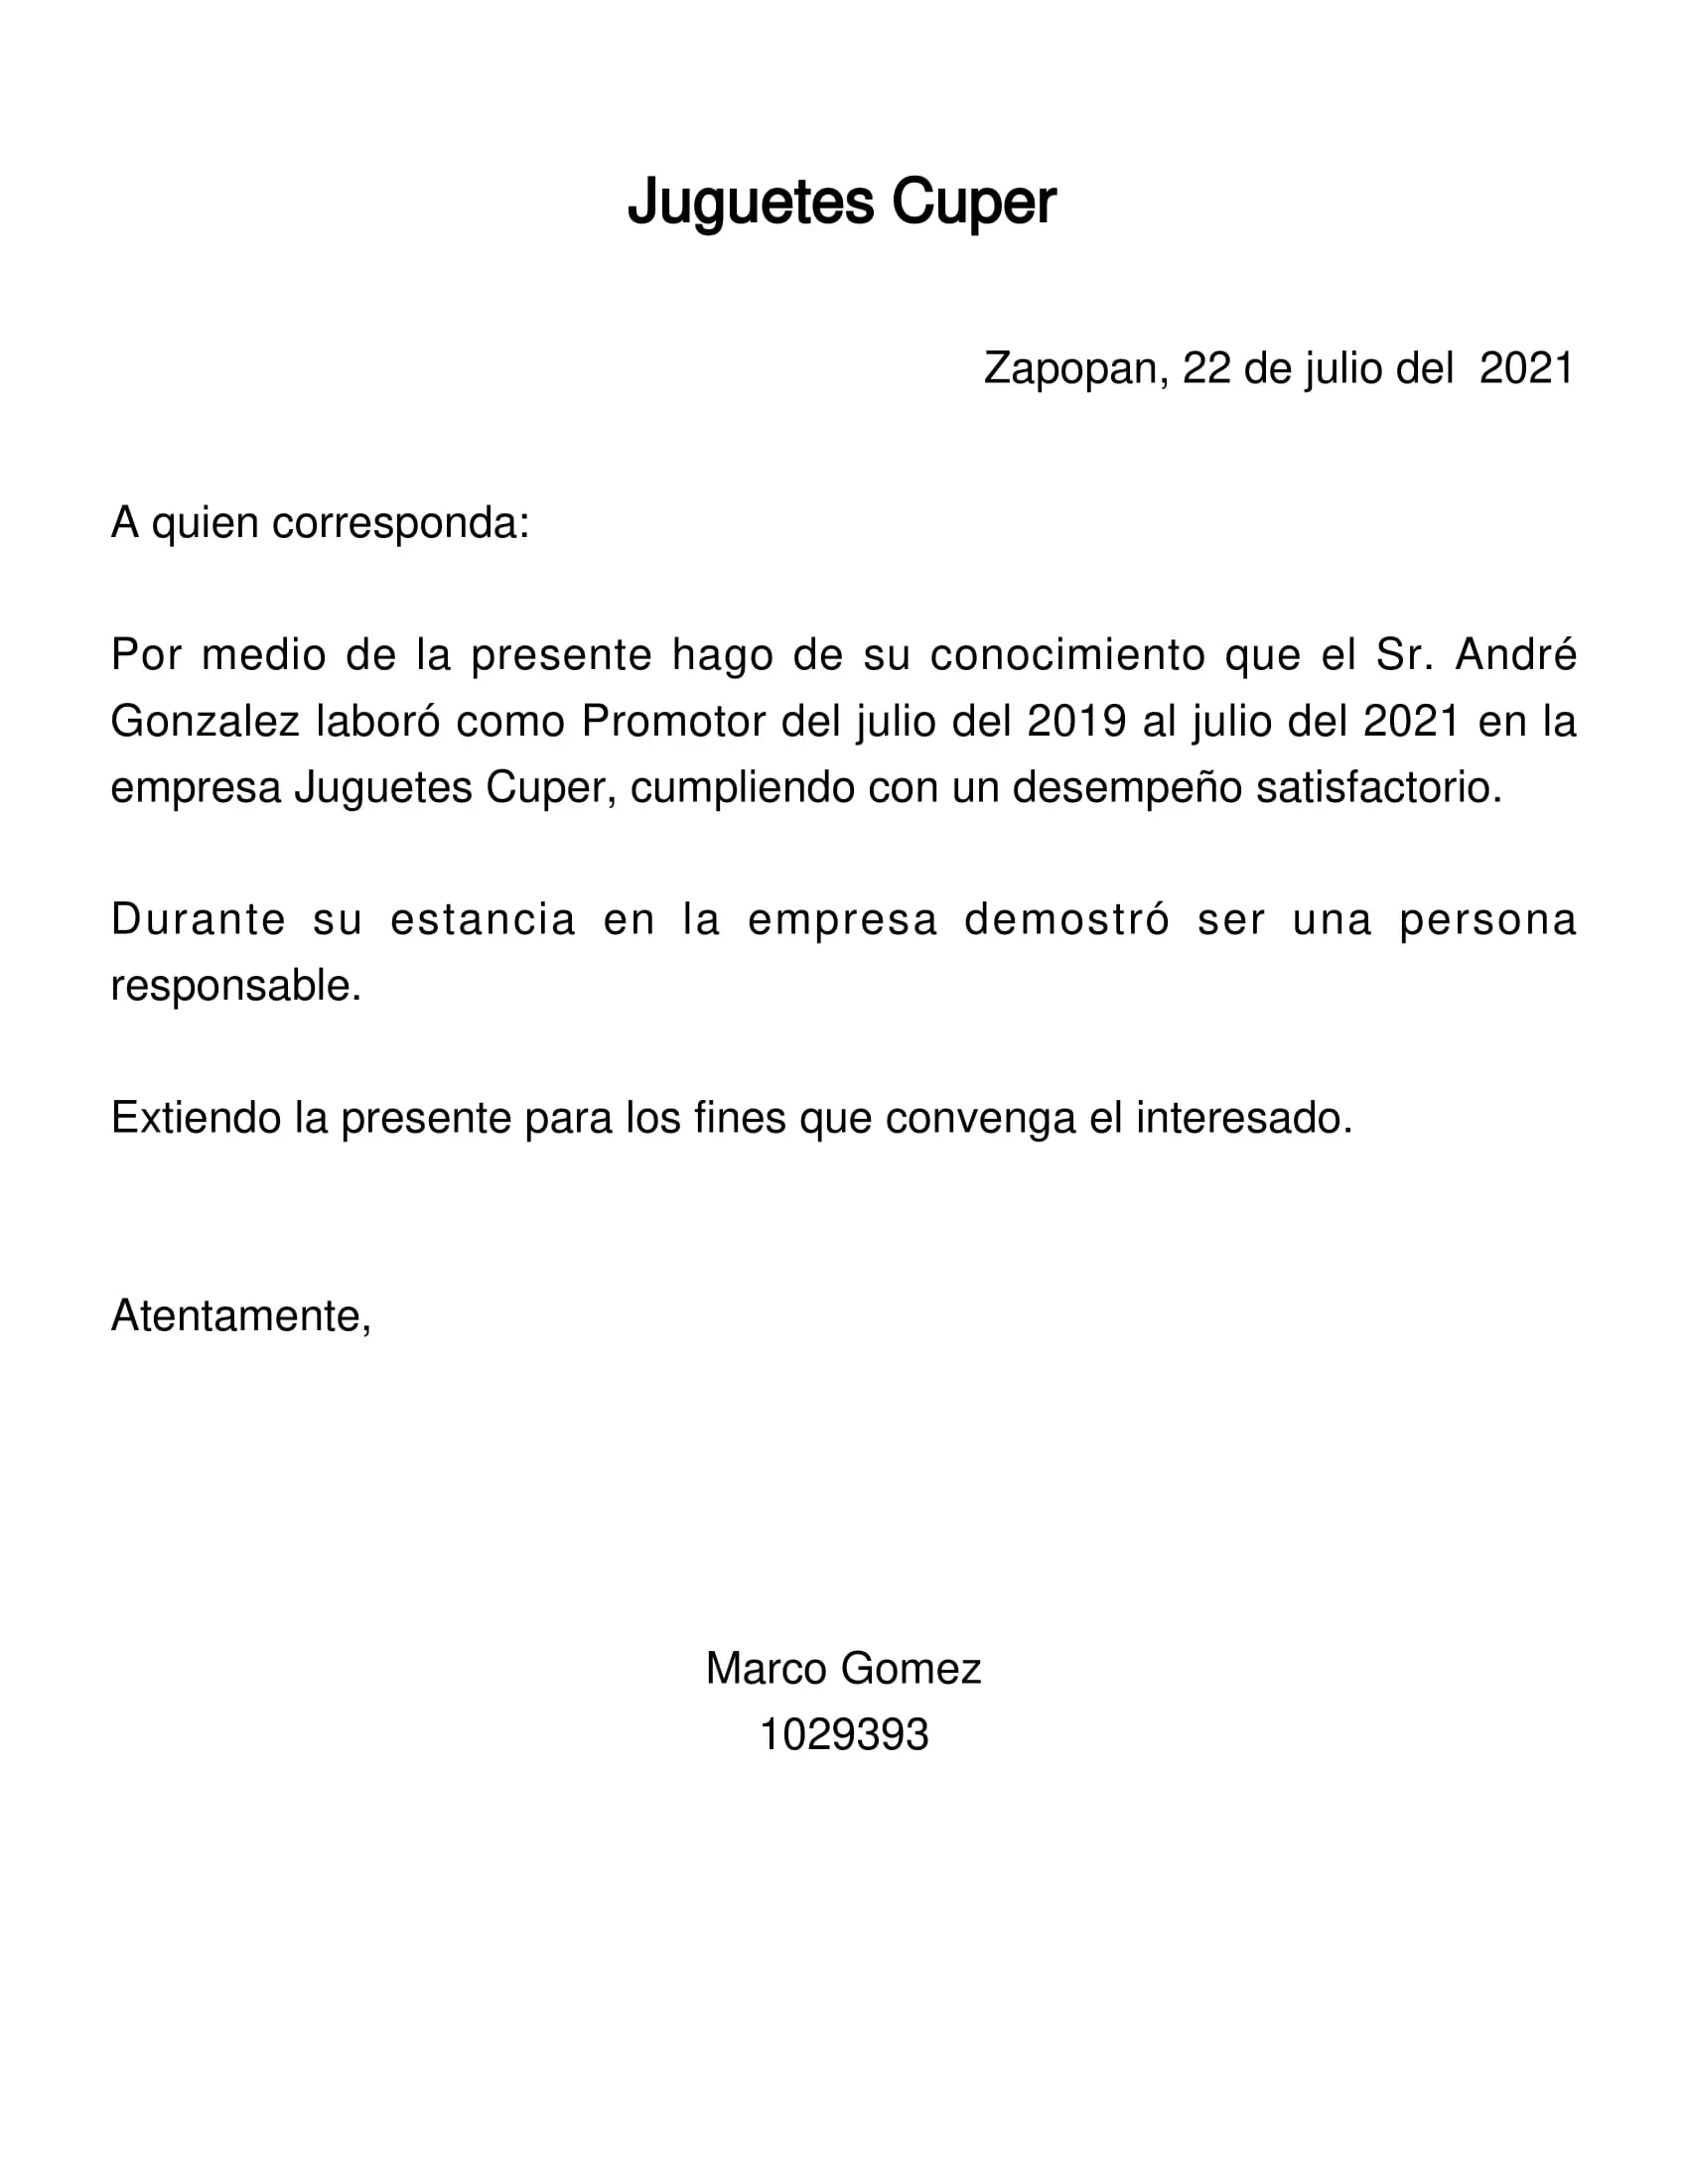 Juguetes Cuper
Zapopan, 22 de julio del  2021
A quien corresponda:
Por medio de la presente hago de su conocimiento que el Sr. André
Gonzalez laboró como Promotor del julio del 2019 al julio del 2021 en la
empresa Juguetes Cuper, cumpliendo con un desempeño satisfactorio.
Durante su estancia en la empresa demostró ser una persona
responsable.
Extiendo la presente para los fines que convenga el interesado.
Atentamente,
Marco Gomez
1029393